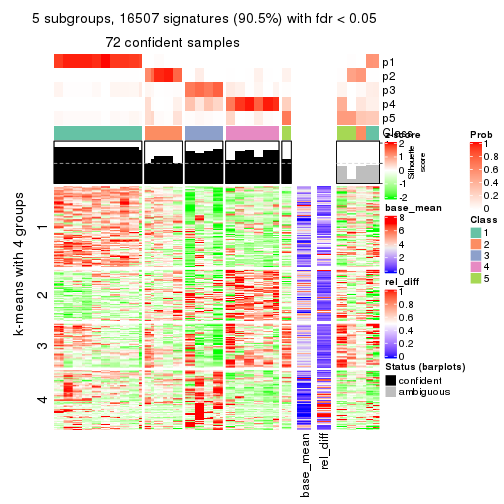 5 subgroups, 16507 signatures (90.5%) with fdr < 0.05
72 confident samples
p1
p2
p3
p4
p5
Class
k-means with 4 groups
1
2
3
4
base_mean
rel_diff
z-score
2
1
0
-1
-2
Silhouette
score
base_mean
8
6
4
2
0
rel_diff
1
0.8
0.6
0.4
0.2
0
Status (barplots)
confident
ambiguous
Prob
1
0.8
0.6
0.4
0.2
0
Class
1
2
3
4
5